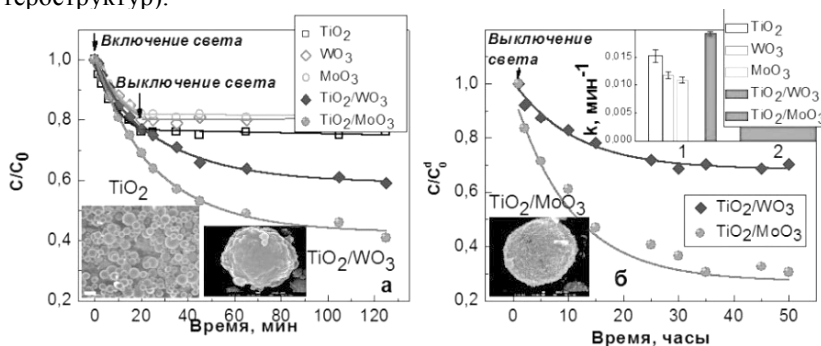 тероструктур).
Включение света
Выключение света
TiO2
WO3
MoO3
TiO2/WO3
TiO2/MoO3
C/C0
1,0
0,8
0,6
0,4
0,2
TiO2
TiO2/WO3
а
0 20 40 60 80 100 120
Время, мин
Выключение
света
k, мин-1
0.015
0.010
0.005
0.000
1
2
TiO2
WO3
MoO3
TiO2/WO3
TiO2/MoO3
C/C0d
1,0
0,8
0,6
0,4
0,2
TiO2/MoO3
TiO2/WO3
TiO2/MoO3
б
0 10 20 30 40 50
Время, часы